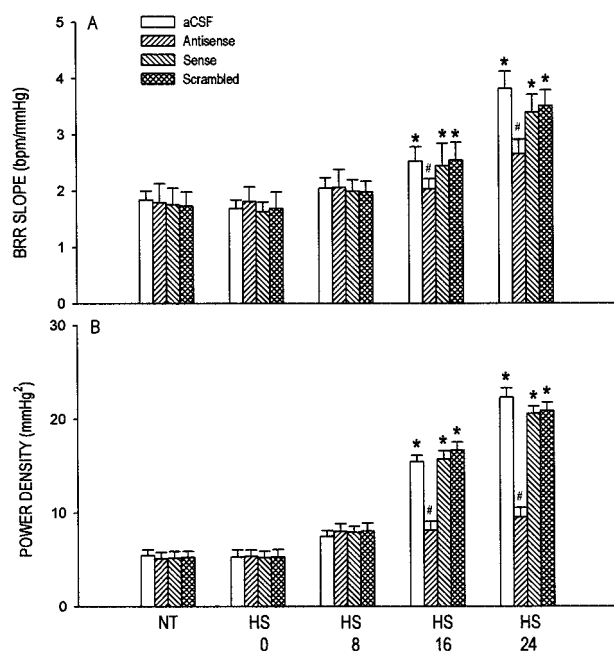 A
aCSF
Antisense
Sense
Scrambled
BRR SLOPE (bpm/mmHg)
5
4
3
2
1
0
* # * *
* # * *
B
POWER DENSITY (mmHg²)
30
20
10
0
* # * *
* # * *
NT HS HS HS HS
0 8 16 24